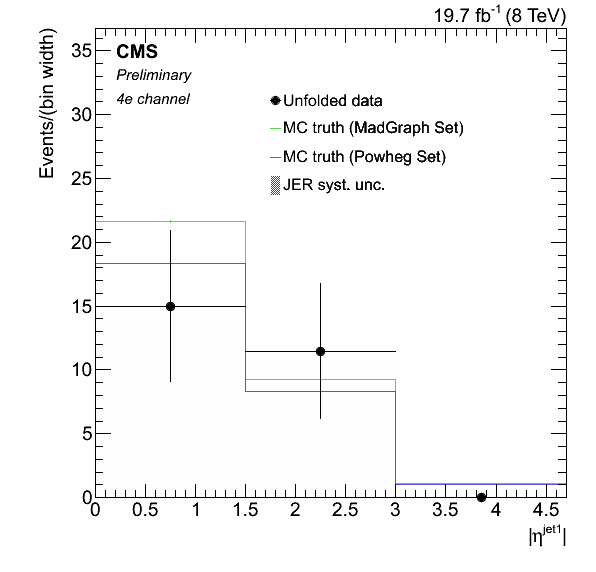 19.7 fb⁻¹ (8 TeV)
Events/(bin width)
CMS
Preliminary
4e channel
Unfolded data
MC truth (MadGraph Set)
MC truth (Powheg Set)
JER syst. unc.
35
30
25
20
15
10
5
0
0 0.5 1 1.5 2 2.5 3 3.5 4 4.5
|η^jet1|